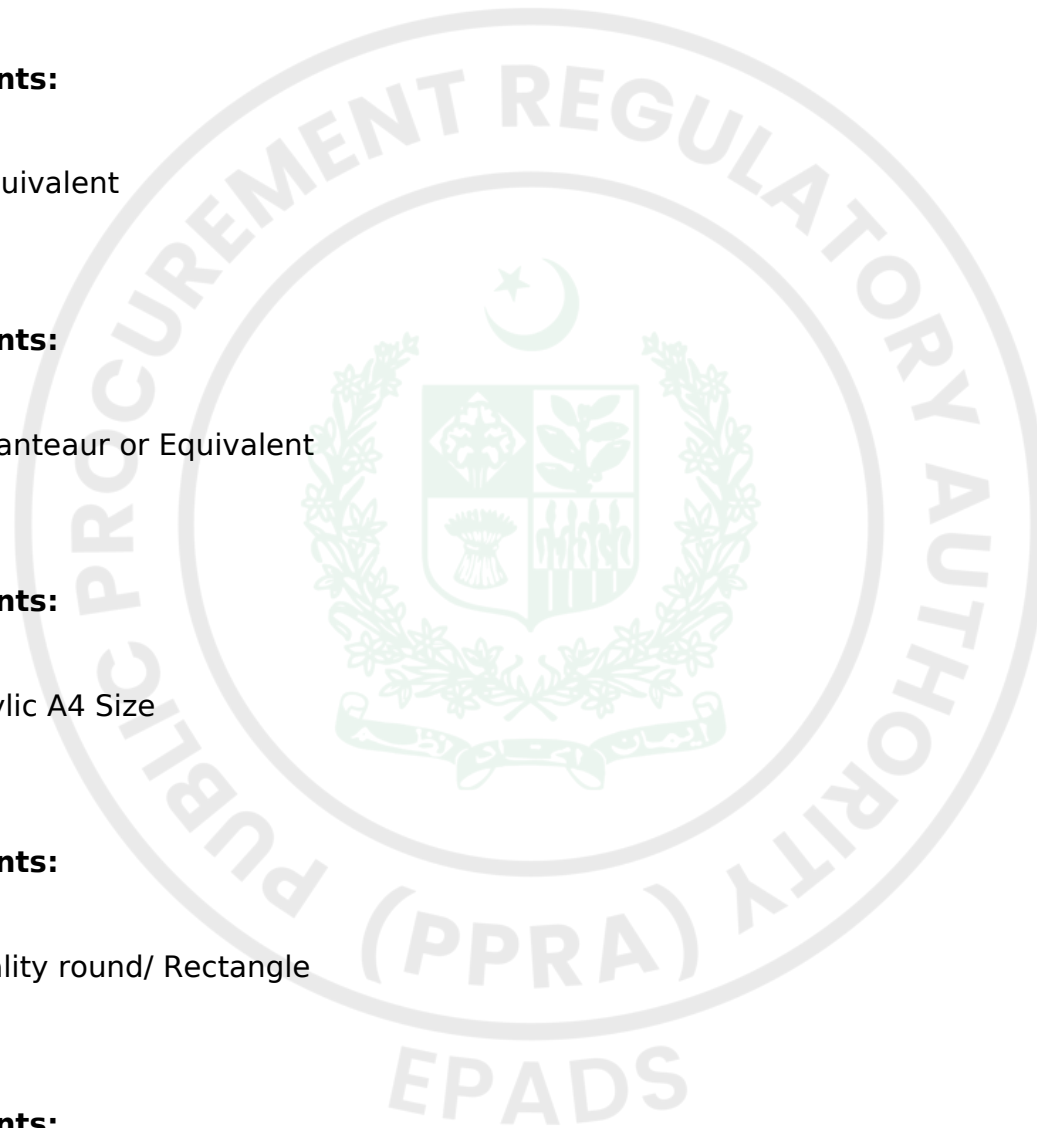 nts:
uivalent
nts:
anteaur or Equivalent
nts:
ylic A4 Size
nts:
ality round/ Rectangle
nts:
PUBLIC PROCUREMENT REGULATORY AUTHORITY
(PPRA)
EPADS